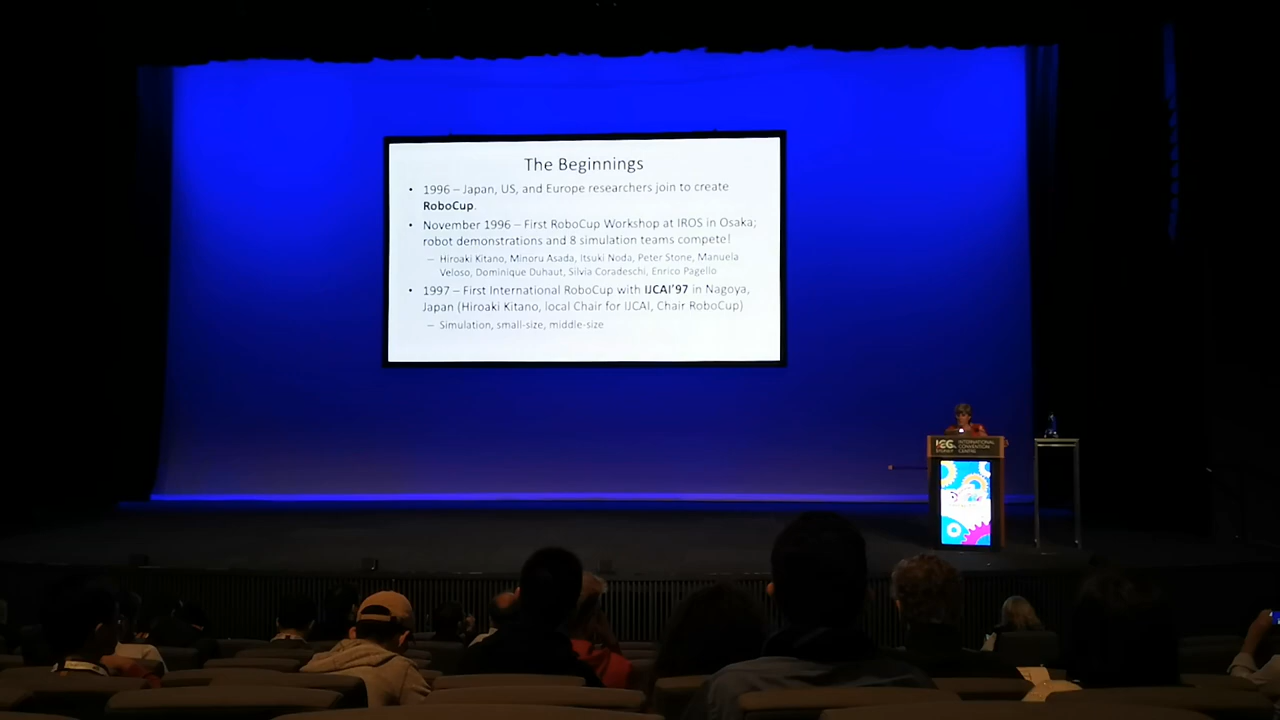 The Beginnings
• 1996 – Japan, US, and Europe researchers join to create
RoboCup.
• November 1996 – First RoboCup Workshop at IROS in Osaka;
robot demonstrations and 8 simulation teams compete!
– Hiroaki Kitano, Minoru Asada, Itsuki Noda, Peter Stone, Manuela
Veloso, Dominique Duhaut, Silvia Coradeschi, Enrico Pagello
• 1997 – First International RoboCup with IJCAI'97 in Nagoya,
Japan (Hiroaki Kitano, local Chair for IJCAI, Chair RoboCup)
– Simulation, small-size, middle-size
ICC
SYDNEY
INTERNATIONAL
CONVENTION
CENTRE